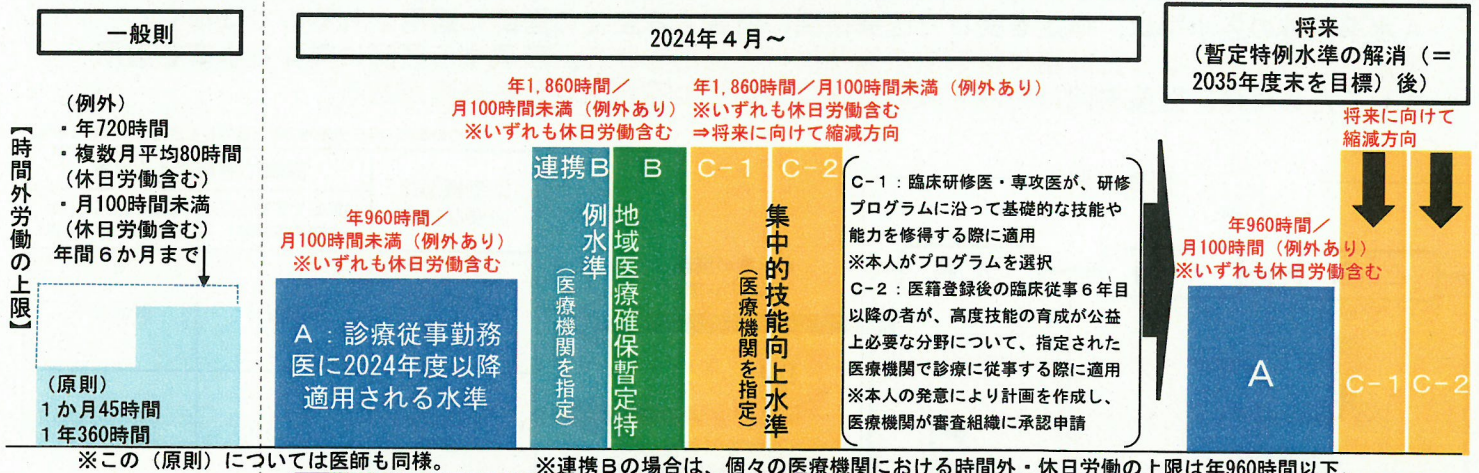 一般則
2024年4月～
将来
(暫定特例水準の解消（＝
2035年度末を目標）後)
【時間外労働の上限】
（例外）
・年720時間
・複数月平均80時間
（休日労働含む）
・月100時間未満
（休日労働含む）
年間６か月まで
（原則）
１か月45時間
１年360時間
※この（原則）については医師も同様。
年960時間／
月100時間未満（例外あり）
※いずれも休日労働含む
A：診療従事勤務
医に2024年度以降
適用される水準
年1,860時間／
月100時間未満（例外あり）
※いずれも休日労働含む
連携B
B
地域医療確保暫定特
例水準
（医療機関を指定）
年1,860時間／月100時間未満（例外あり）
※いずれも休日労働含む
⇒将来に向けて縮減方向
C-1
C-2
集中的技能向上水準
（医療機関を指定）
C-1：臨床研修医・専攻医が、研修
プログラムに沿って基礎的な技能や
能力を修得する際に適用
※本人がプログラムを選択
C-2：医籍登録後の臨床従事６年目
以降の者が、高度技能の育成が公益
上必要な分野について、指定された
医療機関で診療に従事する際に適用
※本人の発意により計画を作成し、
医療機関が審査組織に承認申請
※連携Bの場合は、個々の医療機関における時間外・休日労働の上限は年960時間以下
年960時間／
月100時間（例外あり）
※いずれも休日労働含む
A
将来に向けて
縮減方向
C-1
C-2